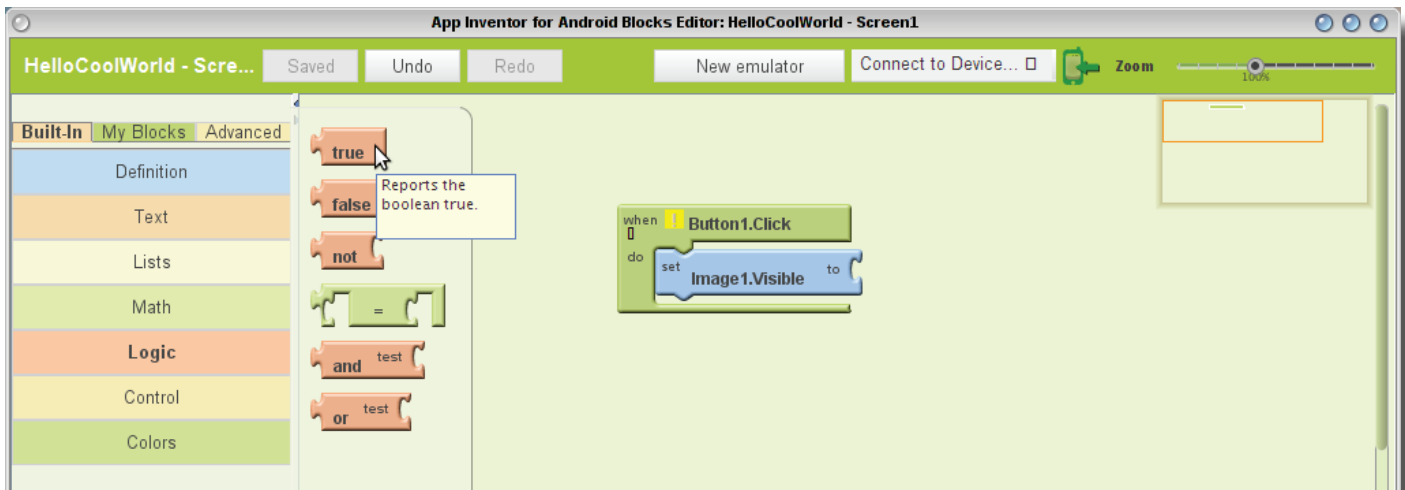 App Inventor for Android Blocks Editor: HelloCoolWorld - Screen1
HelloCoolWorld - Scre... Saved Undo Redo New emulator Connect to Device... Zoom
100%
Built-In My Blocks Advanced
Definition
Text
Lists
Math
Logic
Control
Colors
true
Reports the
boolean true.
false
not
=
and test
or test
when ! Button1.Click
do
set Image1.Visible to